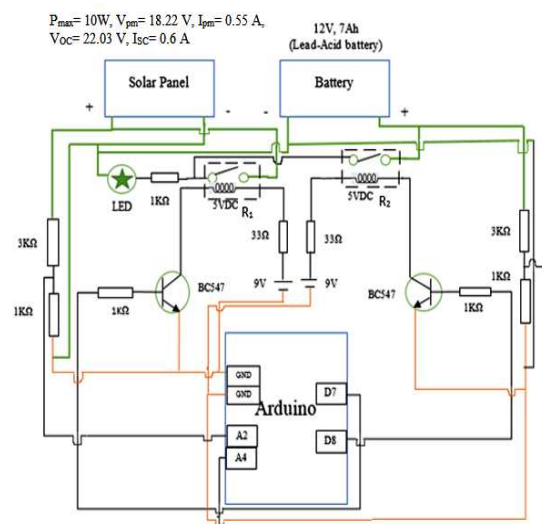 Pmax= 10W, Vpm= 18.22 V, Ipm= 0.55 A,
VOC= 22.03 V, ISC= 0.6 A
12V, 7Ah
(Lead-Acid battery)
Solar Panel
Battery
+
-
-
+
LED
1KΩ
5VDC
R1
5VDC
R2
3KΩ
33Ω
33Ω
3KΩ
1KΩ
1KΩ
BC547
9V
9V
BC547
1KΩ
1KΩ
GND
GND
Arduino
D7
A2
D8
A4